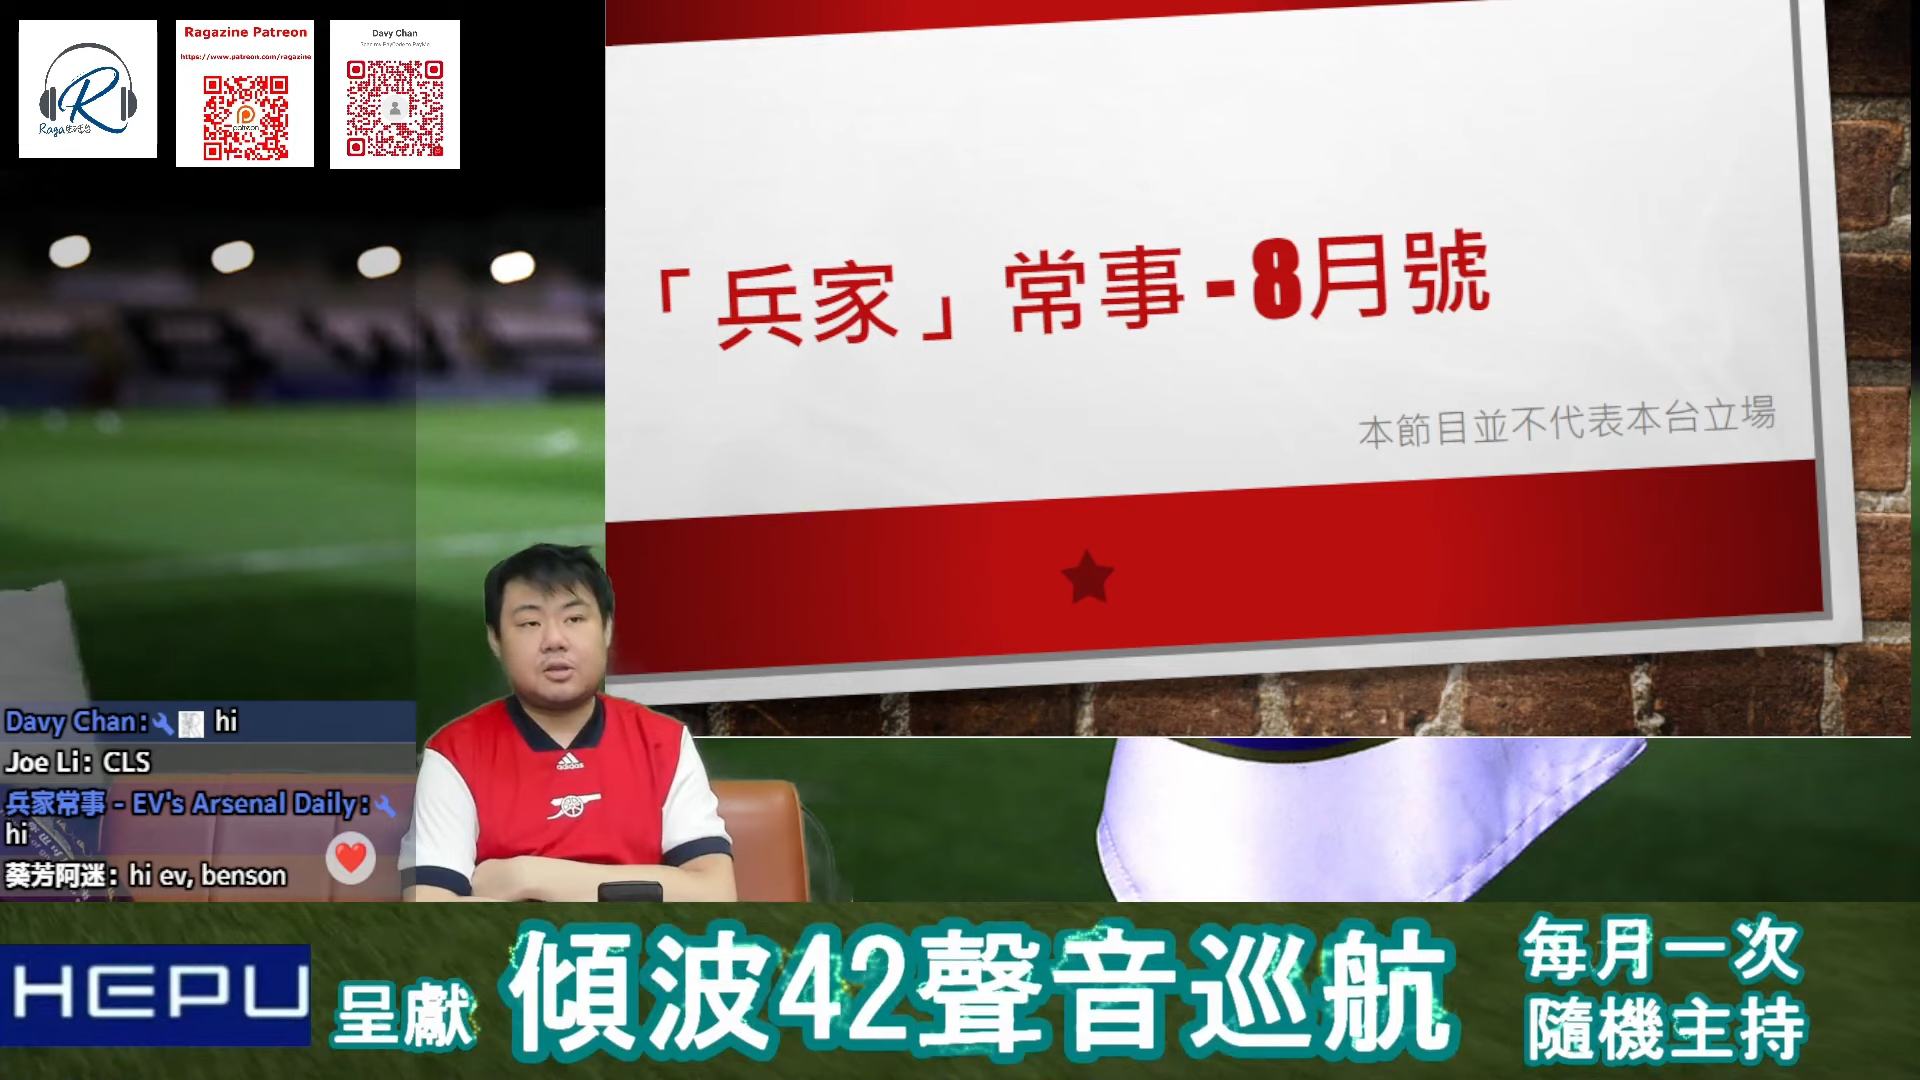 R
Raga
Ragazine Patreon
https://www.patreon.com/ragazine
patreon
Davy Chan
「兵家」常事 - 8月號
本節目並不代表本台立場
Davy Chan: hi
Joe Li: CLS
兵家常事 - EV's Arsenal Daily:
hi
葵芳阿迷: hi ev, benson
adidas
HEPU
呈獻
傾波42聲音巡航
每月一次
隨機主持